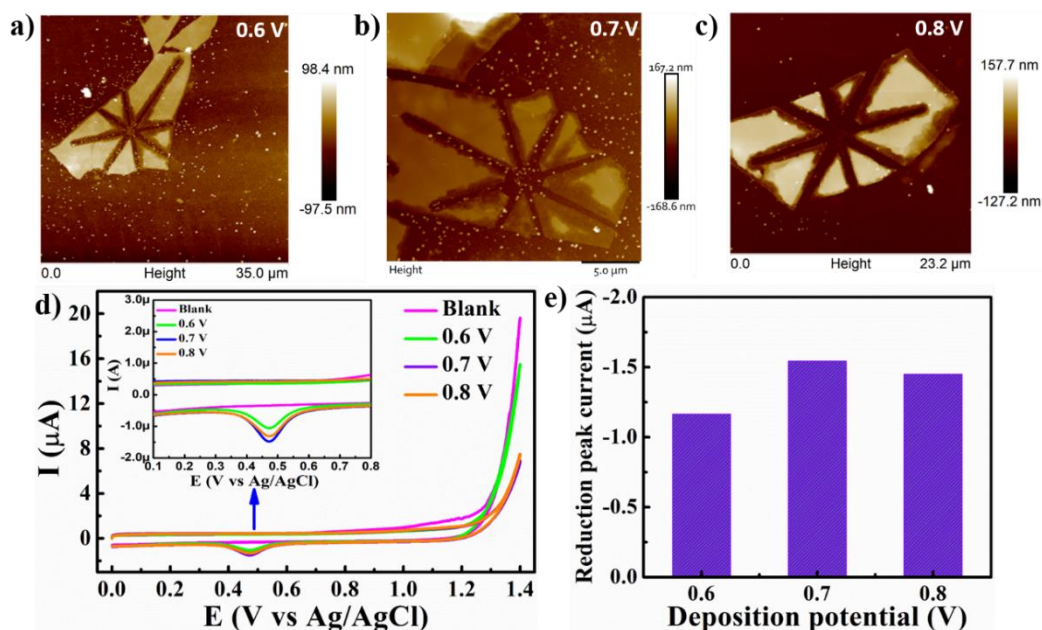 a)
0.6 V
98.4 nm
-97.5 nm
0.0 Height 35.0 µm
b)
0.7 V
167.2 nm
-168.6 nm
Height
5.0 µm
c)
0.8 V
157.7 nm
-127.2 nm
0.0 Height 23.2 µm
d)
I (µA)
20
16
12
8
4
0
0.0 0.2 0.4 0.6 0.8 1.0 1.2 1.4
E (V vs Ag/AgCl)
Blank
0.6 V
0.7 V
0.8 V
I (A)
3.0µ
2.0µ
1.0µ
0.0
-1.0µ
-2.0µ
Blank
0.6 V
0.7 V
0.8 V
0.1 0.2 0.3 0.4 0.5 0.6 0.7 0.8
E (V vs Ag/AgCl)
e)
Reduction peak current (µA)
-2.0
-1.5
-1.0
-0.5
0.0
0.6 0.7 0.8
Deposition potential (V)